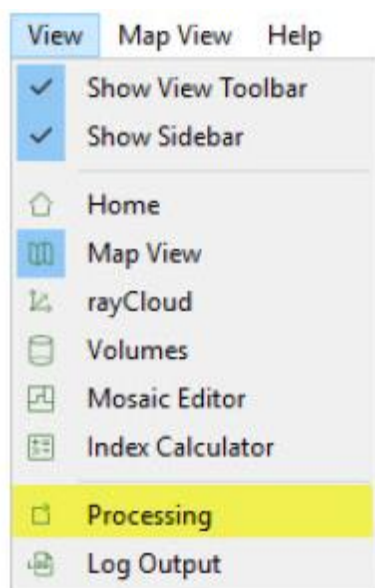 View Map View Help
Show View Toolbar
Show Sidebar
Home
Map View
rayCloud
Volumes
Mosaic Editor
Index Calculator
Processing
Log Output